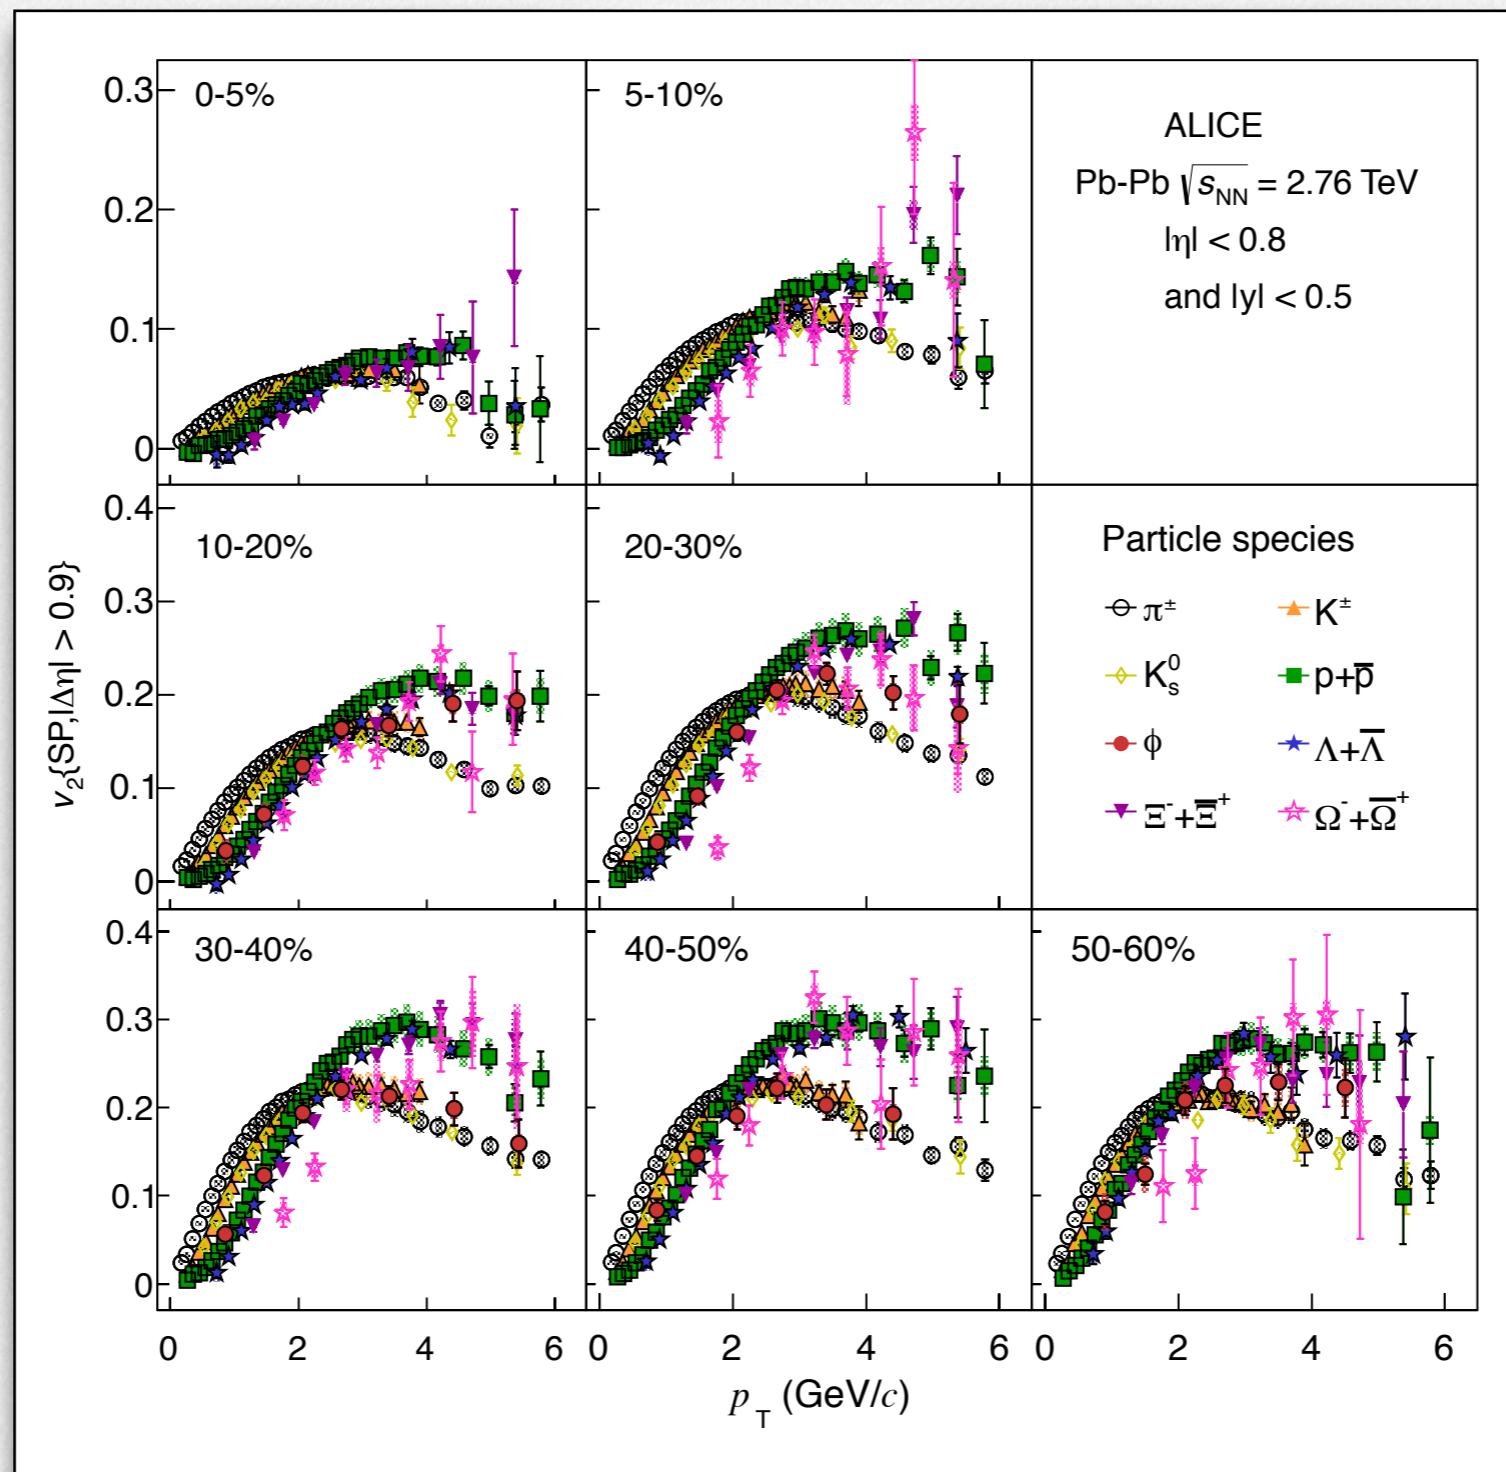 0-5%
5-10%
ALICE
Pb-Pb √s_NN = 2.76 TeV
|η| < 0.8
and |y| < 0.5
0.3
0.2
0.1
0
10-20%
20-30%
Particle species
π±
K±
K⁰s
p+p̅
ϕ
Λ+Λ̅
Ξ⁻+Ξ̅⁺
Ω⁻+Ω̅⁺
0.4
0.3
0.2
0.1
0
v₂{SP,|Δη| > 0.9}
30-40%
40-50%
50-60%
0.4
0.3
0.2
0.1
0
0 2 4 6 0 2 4 6 0 2 4 6
p_T (GeV/c)